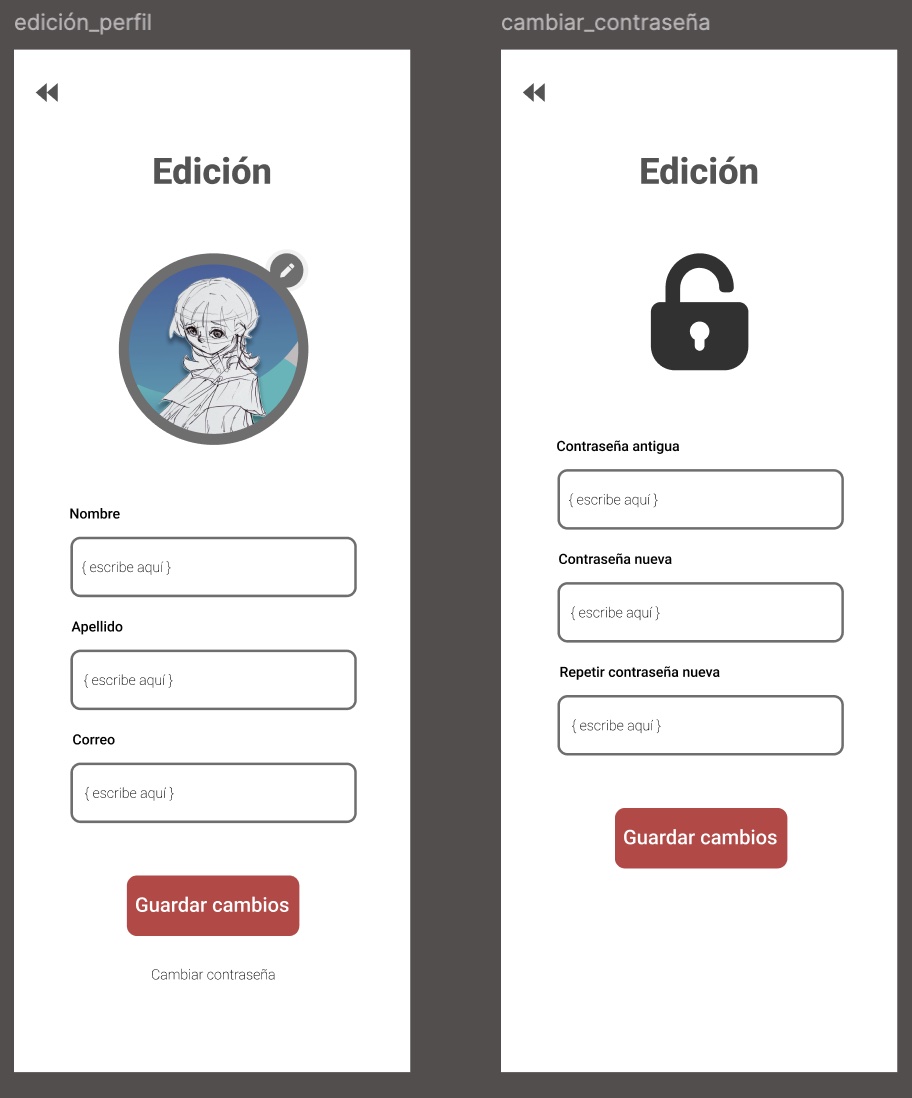 edición_perfil
Edición
Nombre
{ escribe aquí }
Apellido
{ escribe aquí }
Correo
{ escribe aquí }
Guardar cambios
Cambiar contraseña
cambiar_contraseña
Edición
Contraseña antigua
{ escribe aquí }
Contraseña nueva
{ escribe aquí }
Repetir contraseña nueva
{ escribe aquí }
Guardar cambios